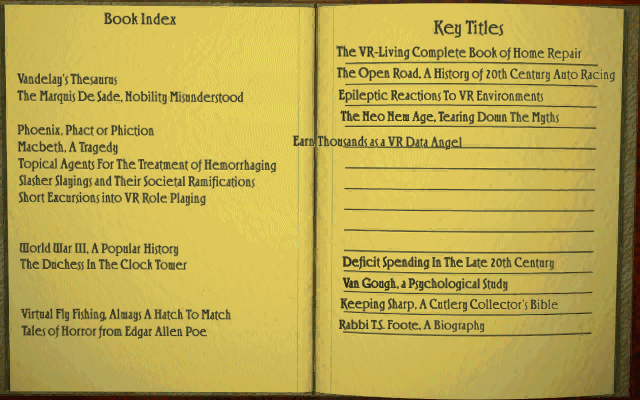 Book Index
Vandelay's Thesaurus
The Marquis De Sade, Nobility Misunderstood
Phoenix, Phact or Phiction
Macbeth, A Tragedy
Topical Agents For The Treatment of Hemorrhaging
Slasher Slayings and Their Societal Ramifications
Short Excursions into VR Role Playing
World War III, A Popular History
The Duchess In The Clock Tower
Virtual Fly Fishing, Always A Hatch To Match
Tales of Horror from Edgar Allen Poe
Key Titles
The VR-Living Complete Book of Home Repair
The Open Road, A History of 20th Century Auto Racing
Epileptic Reactions To VR Environments
The Neo New Age, Tearing Down The Myths
Earn Thousands as a VR Data Angel
Deficit Spending In The Late 20th Century
Van Gough, a Psychological Study
Keeping Sharp, A Cutlery Collector's Bible
Rabbi T.S. Foote, A Biography